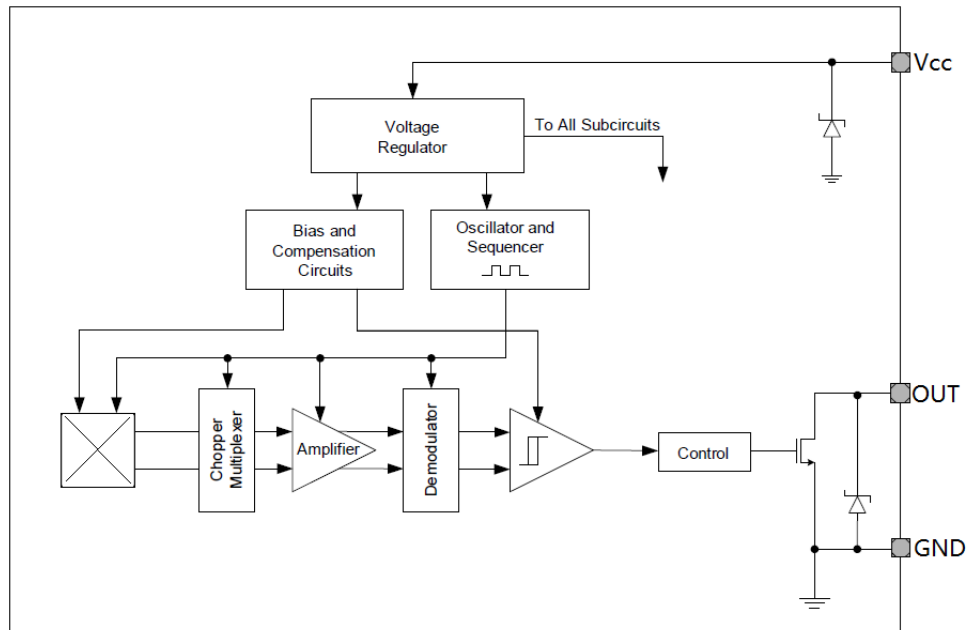 Vcc
Voltage
Regulator
To All Subcircuits
Bias and
Compensation
Circuits
Oscillator and
Sequencer
OUT
Chopper
Multiplexer
Amplifier
Demodulator
Control
GND